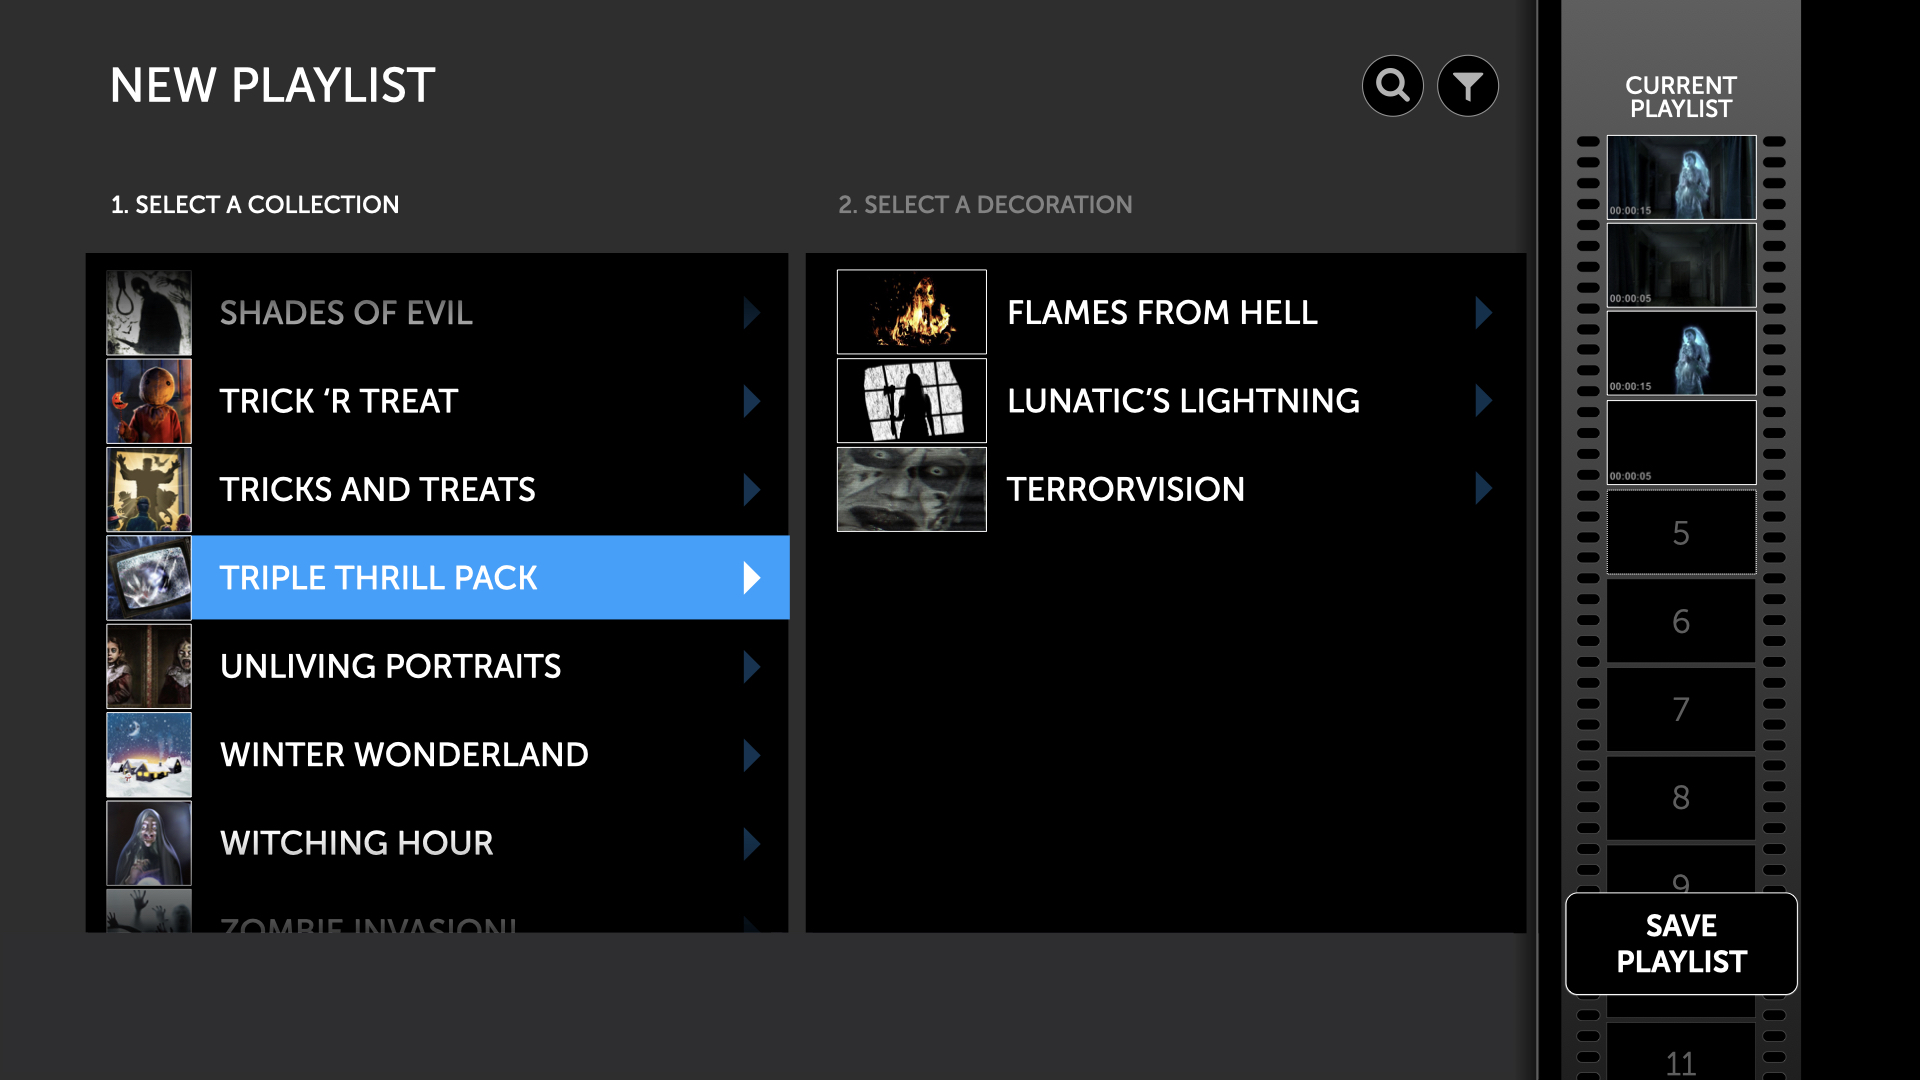 NEW PLAYLIST
1. SELECT A COLLECTION
SHADES OF EVIL
TRICK ‘R TREAT
TRICKS AND TREATS
TRIPLE THRILL PACK
UNLIVING PORTRAITS
WINTER WONDERLAND
WITCHING HOUR
ZOMBIE INVASION!
2. SELECT A DECORATION
FLAMES FROM HELL
LUNATIC’S LIGHTNING
TERRORVISION
CURRENT
PLAYLIST
00:00:15
00:00:05
00:00:15
00:00:05
5
6
7
8
9
SAVE
PLAYLIST
11